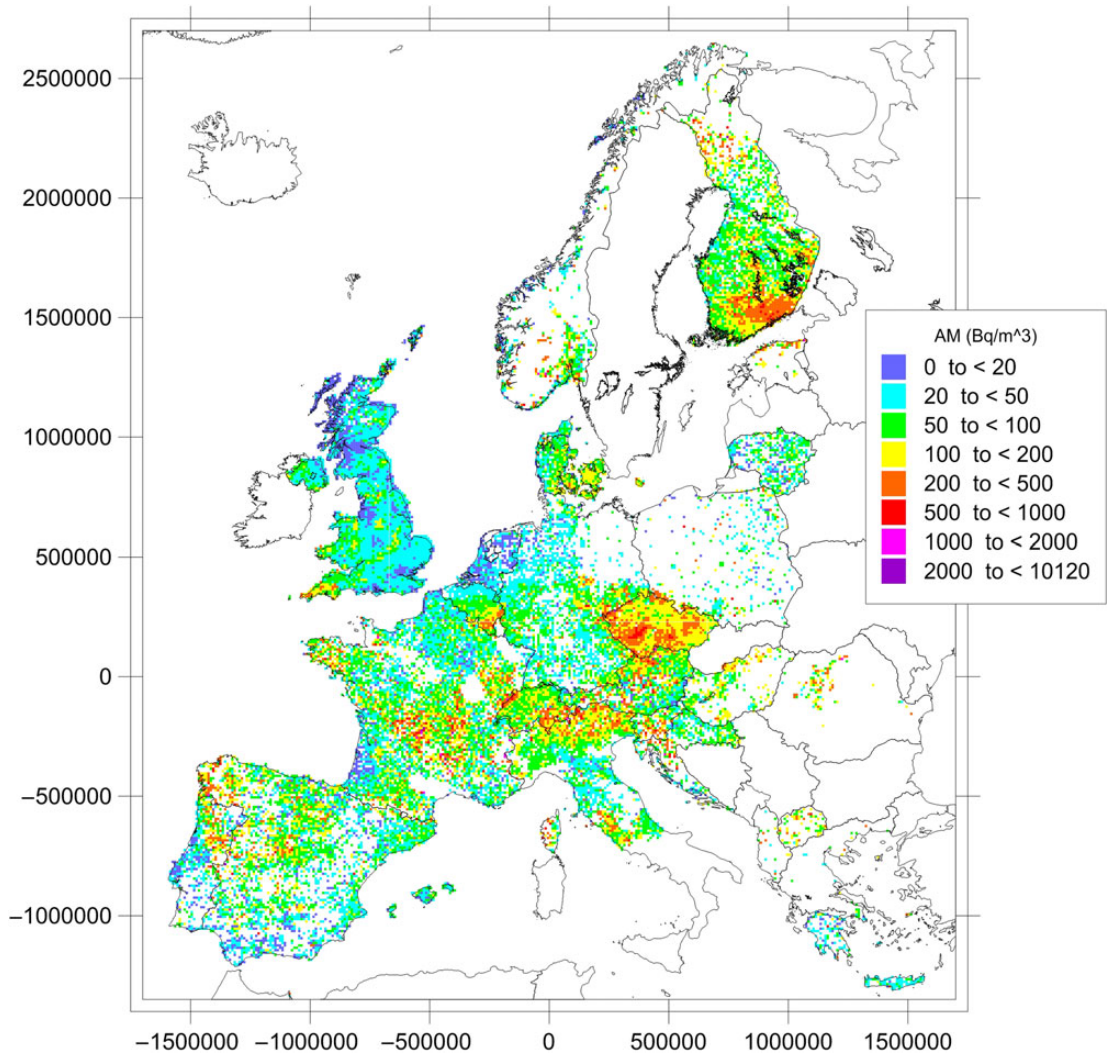 2500000
2000000
1500000
1000000
500000
0
−500000
−1000000
−1500000 −1000000 −500000 0 500000 1000000 1500000
AM (Bq/m^3)
0 to < 20
20 to < 50
50 to < 100
100 to < 200
200 to < 500
500 to < 1000
1000 to < 2000
2000 to < 10120